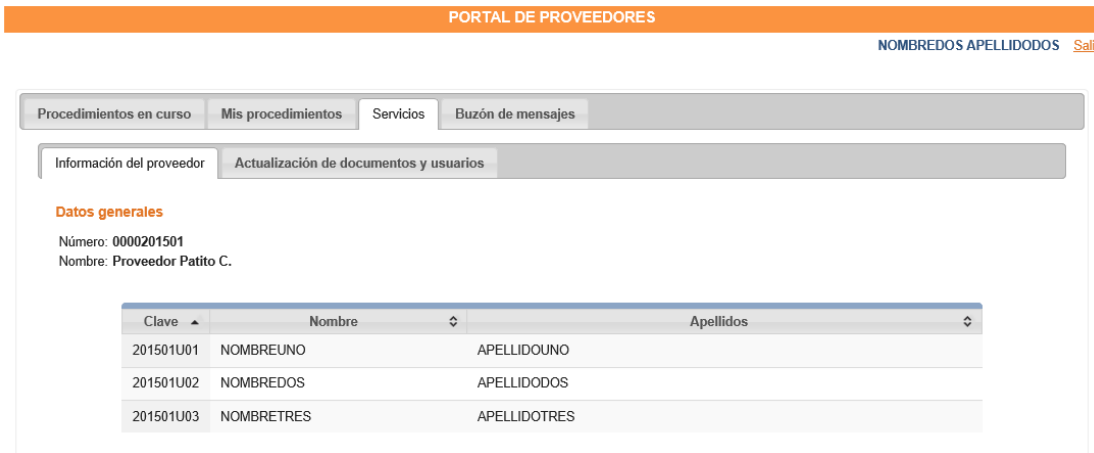 PORTAL DE PROVEEDORES
NOMBREDOS APELLIDODOS Sali
Procedimientos en curso Mis procedimientos Servicios Buzón de mensajes
Información del proveedor Actualización de documentos y usuarios
Datos generales
Número: 0000201501
Nombre: Proveedor Patito C.
Clave Nombre Apellidos
201501U01 NOMBREUNO APELLIDOUNO
201501U02 NOMBREDOS APELLIDODOS
201501U03 NOMBRETRES APELLIDOTRES